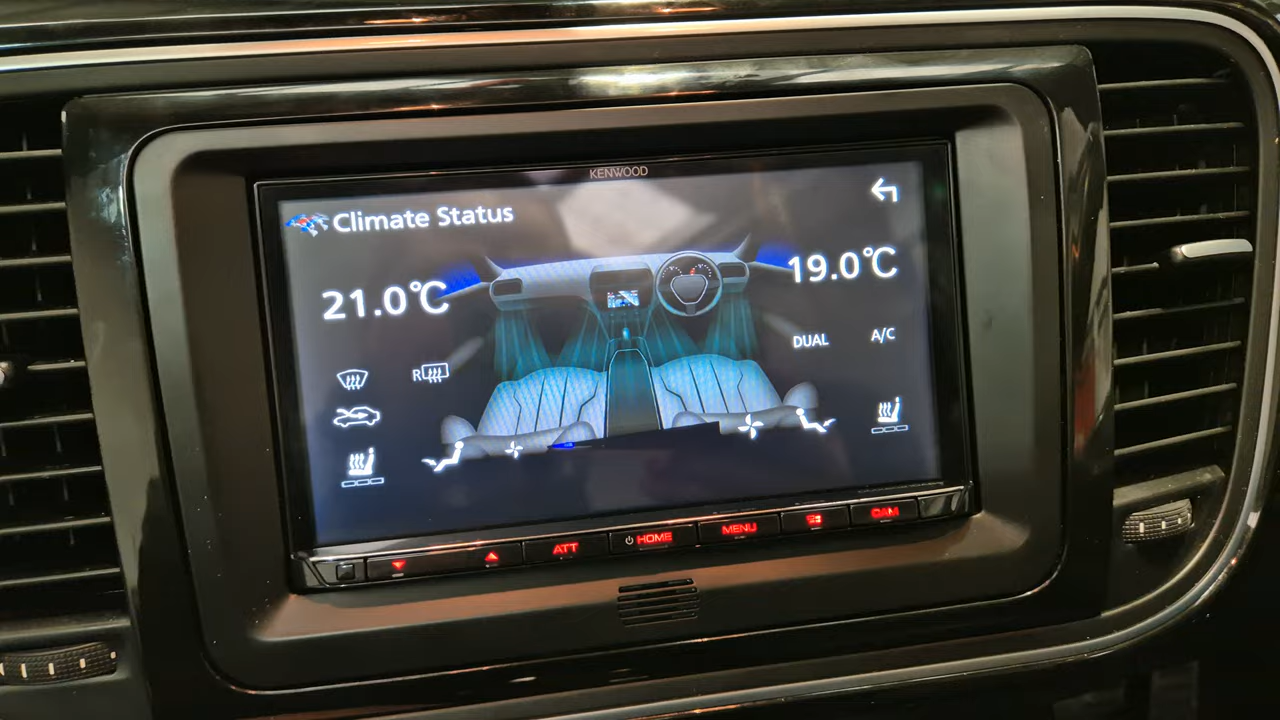 KENWOOD
Climate Status
21.0℃
19.0℃
DUAL
A/C
R
ATT
HOME
MENU
CAM